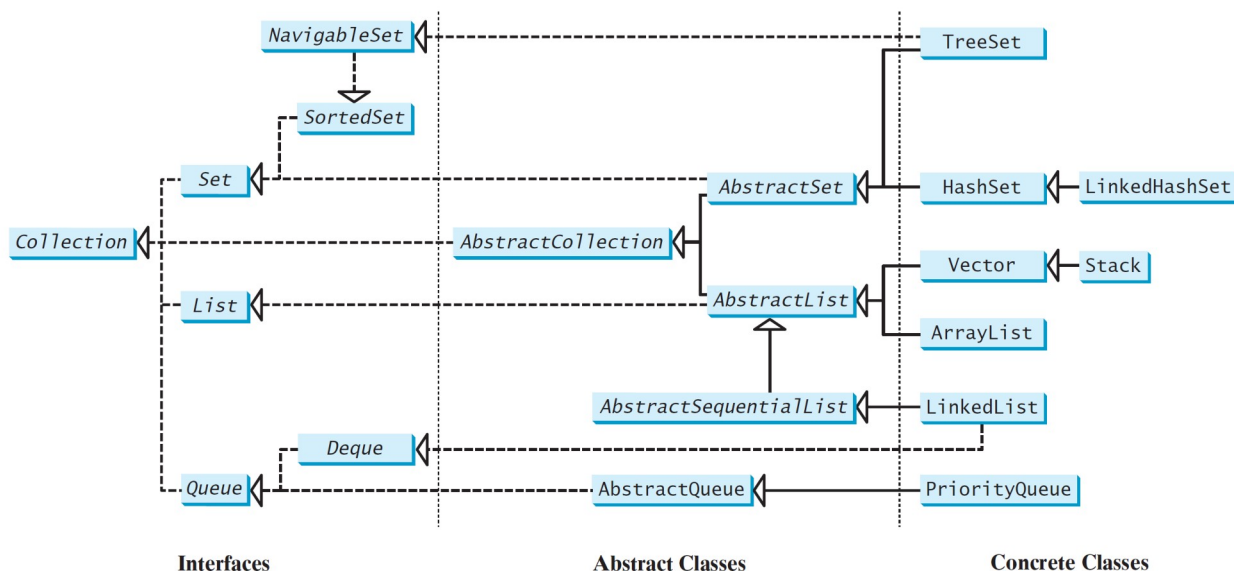 NavigableSet
TreeSet
SortedSet
Set
AbstractSet
HashSet
LinkedHashSet
Collection
AbstractCollection
Vector
Stack
List
AbstractList
ArrayList
AbstractSequentialList
LinkedList
Deque
Queue
AbstractQueue
PriorityQueue
Interfaces
Abstract Classes
Concrete Classes